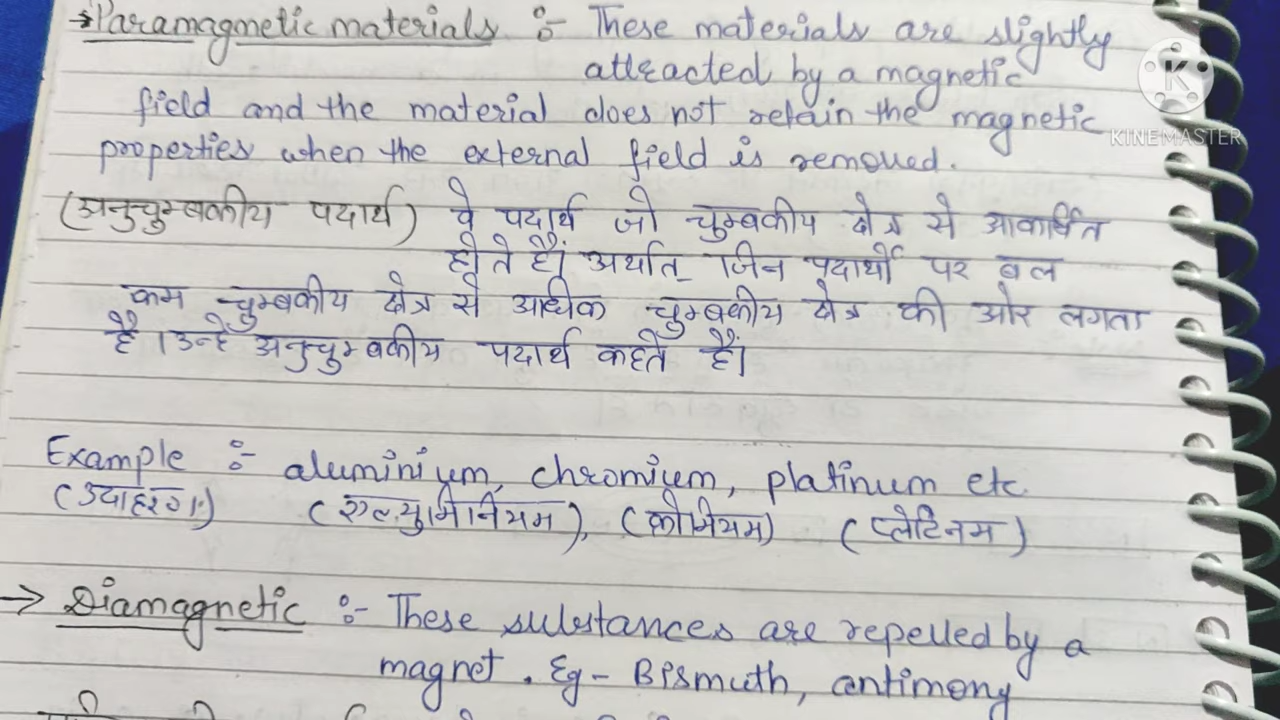 → Paramagnetic materials :- These materials are slightly
attracted by a magnetic
field and the material does not retain the magnetic
properties when the external field is removed.
(अनुचुम्बकीय पदार्थ) वे पदार्थ जो चुम्बकीय क्षेत्र से आकर्षित
होते हैं। अर्थात् जिन पदार्थों पर बल
कम चुम्बकीय क्षेत्र से अधिक चुम्बकीय क्षेत्र की ओर लगता
है। उन्हे अनुचुम्बकीय पदार्थ कहते हैं।
Example :- aluminium, chromium, platinum etc
(उदाहरण) (एल्युमिनियम), (क्रोमियम) (प्लेटिनम)
→ Diamagnetic :- These substances are repelled by a
magnet. Eg - Bismuth, antimony
K
KINEMASTER